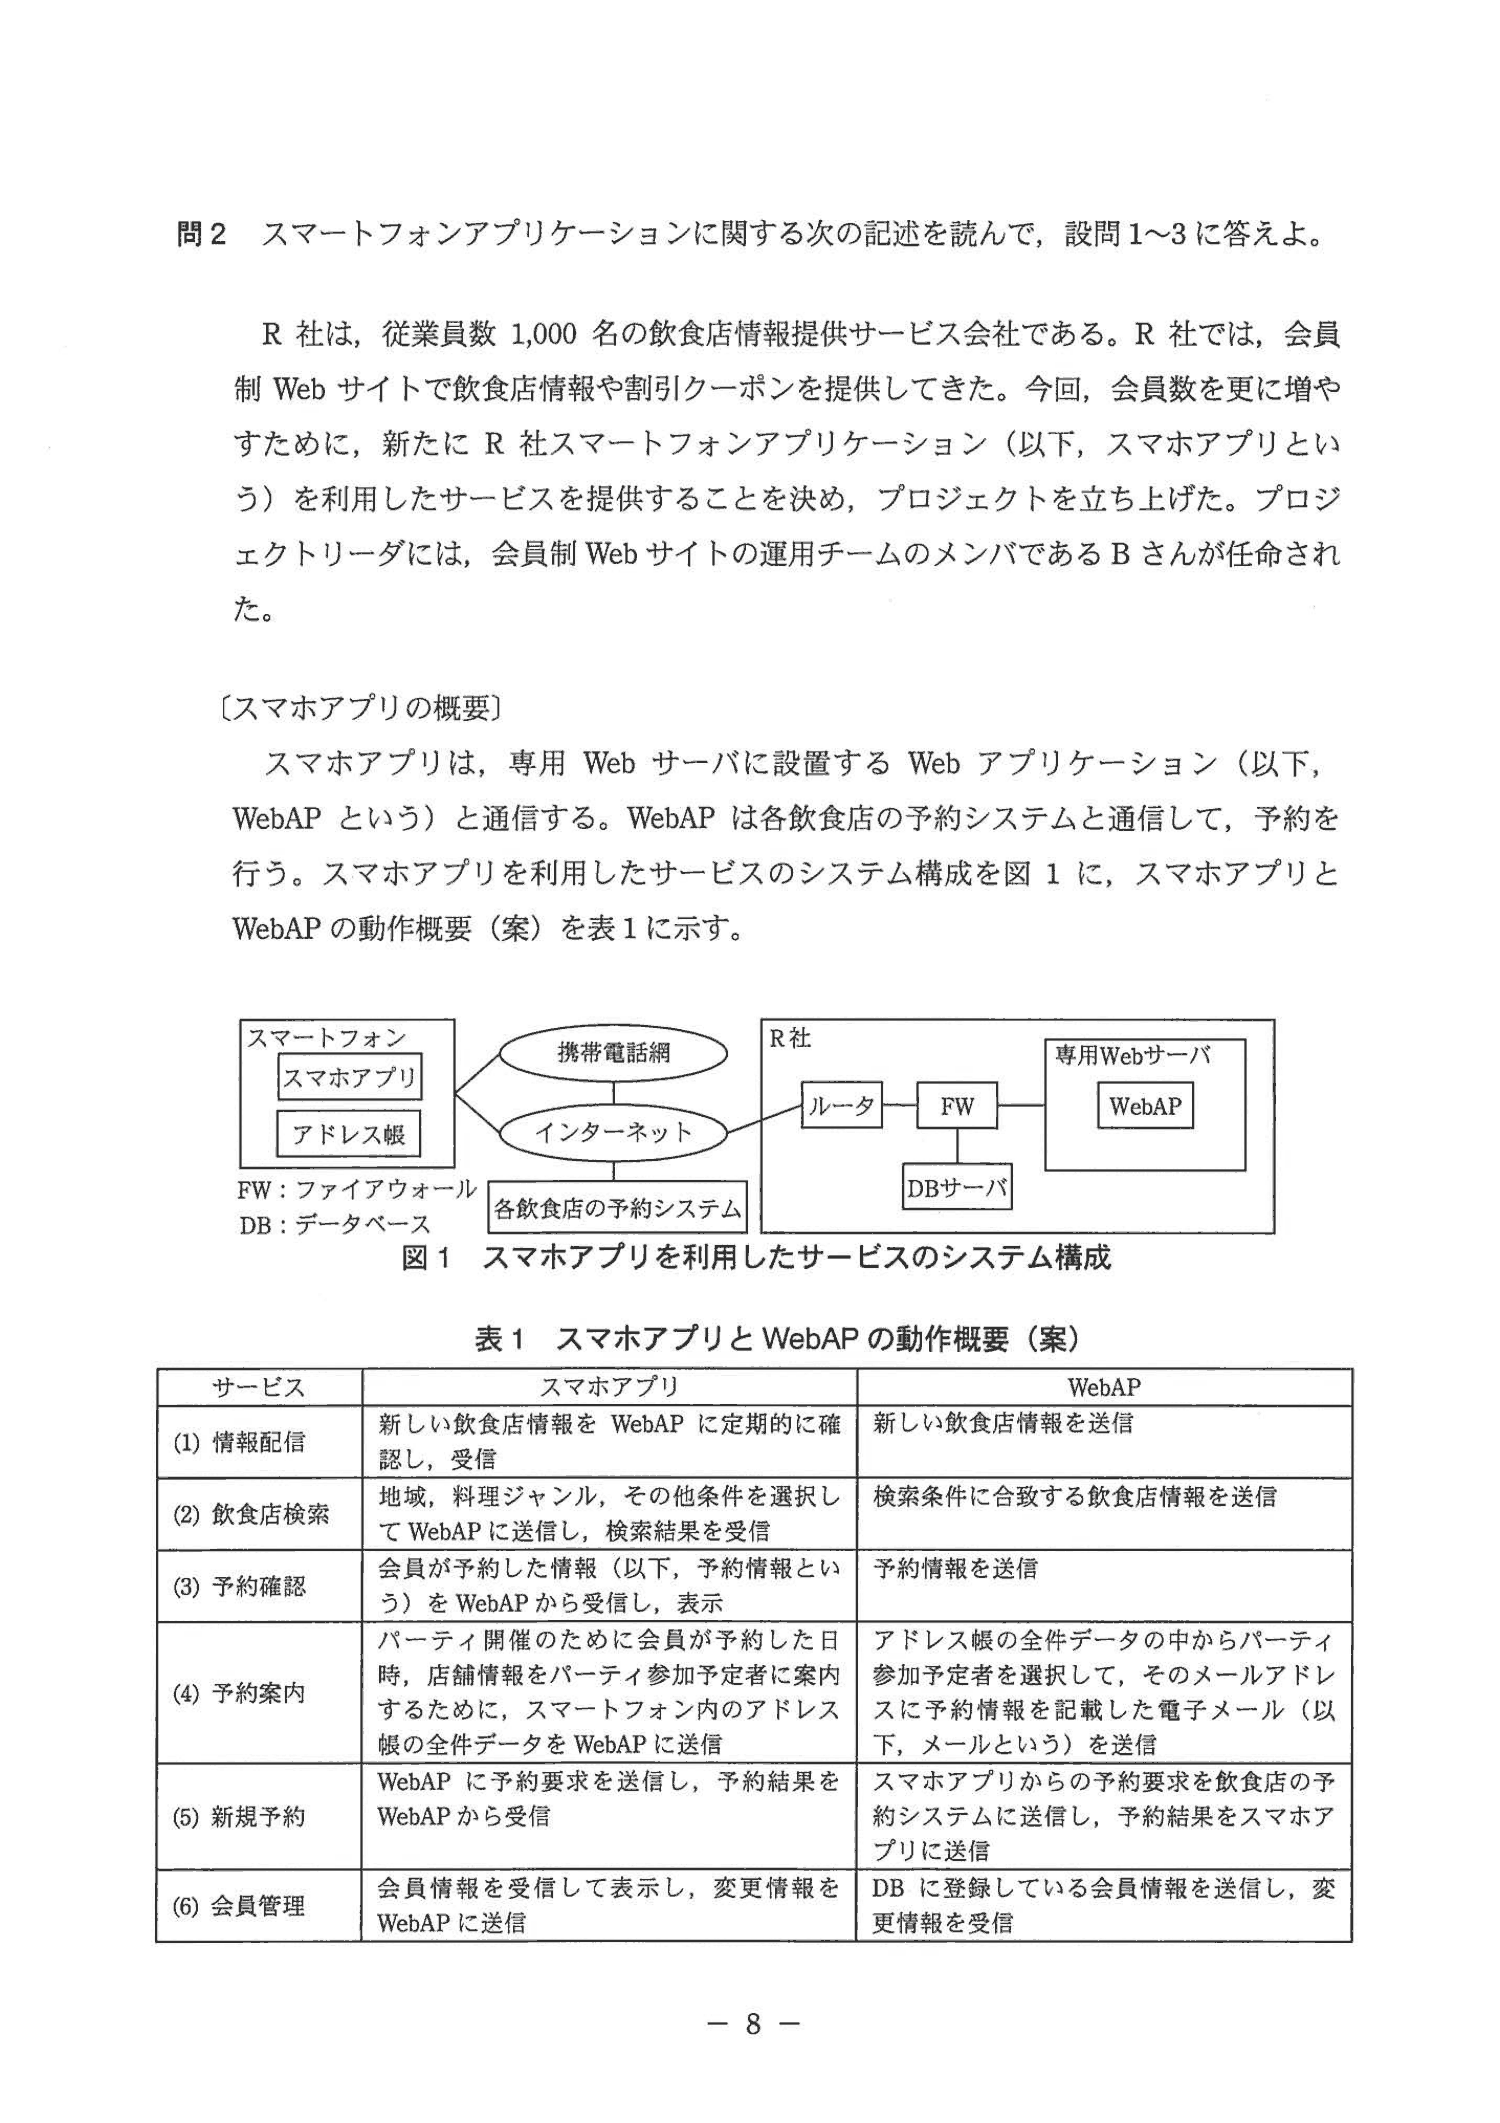 問2　スマートフォンアプリケーションに関する次の記述を読んで，設問1～3に答えよ。
R 社は，従業員数 1,000 名の飲食店情報提供サービス会社である。R 社では，会員
制 Web サイトで飲食店情報や割引クーポンを提供してきた。今回，会員数を更に増や
すために，新たに R 社スマートフォンアプリケーション（以下，スマホアプリとい
う）を利用したサービスを提供することを決め，プロジェクトを立ち上げた。プロジ
ェクトリーダには，会員制 Web サイトの運用チームのメンバである B さんが任命され
た。
〔スマホアプリの概要〕
スマホアプリは，専用 Web サーバに設置する Web アプリケーション（以下，
WebAP という）と通信する。WebAP は各飲食店の予約システムと通信して，予約を
行う。スマホアプリを利用したサービスのシステム構成を図 1 に，スマホアプリと
WebAP の動作概要（案）を表 1 に示す。
スマートフォン
スマホアプリ
アドレス帳
携帯電話網
インターネット
各飲食店の予約システム
R社
ルータ
FW
DBサーバ
専用Webサーバ
WebAP
FW：ファイアウォール
DB：データベース
図1　スマホアプリを利用したサービスのシステム構成
表1　スマホアプリと WebAP の動作概要（案）
サービス　スマホアプリ　WebAP
(1) 情報配信
新しい飲食店情報を WebAP に定期的に確
認し，受信
新しい飲食店情報を送信
(2) 飲食店検索
地域，料理ジャンル，その他条件を選択し
て WebAP に送信し，検索結果を受信
検索条件に合致する飲食店情報を送信
(3) 予約確認
会員が予約した情報（以下，予約情報とい
う）を WebAP から受信し，表示
予約情報を送信
(4) 予約案内
パーティ開催のために会員が予約した日
時，店舗情報をパーティ参加予定者に案内
するために，スマートフォン内のアドレス
帳の全件データを WebAP に送信
アドレス帳の全件データの中からパーティ
参加予定者を選択して，そのメールアドレ
スに予約情報を記載した電子メール（以
下，メールという）を送信
(5) 新規予約
WebAP に予約要求を送信し，予約結果を
WebAP から受信
スマホアプリからの予約要求を飲食店の予
約システムに送信し，予約結果をスマホア
プリに送信
(6) 会員管理
会員情報を受信して表示し，変更情報を
WebAP に送信
DB に登録している会員情報を送信し，変
更情報を受信
－ 8 －